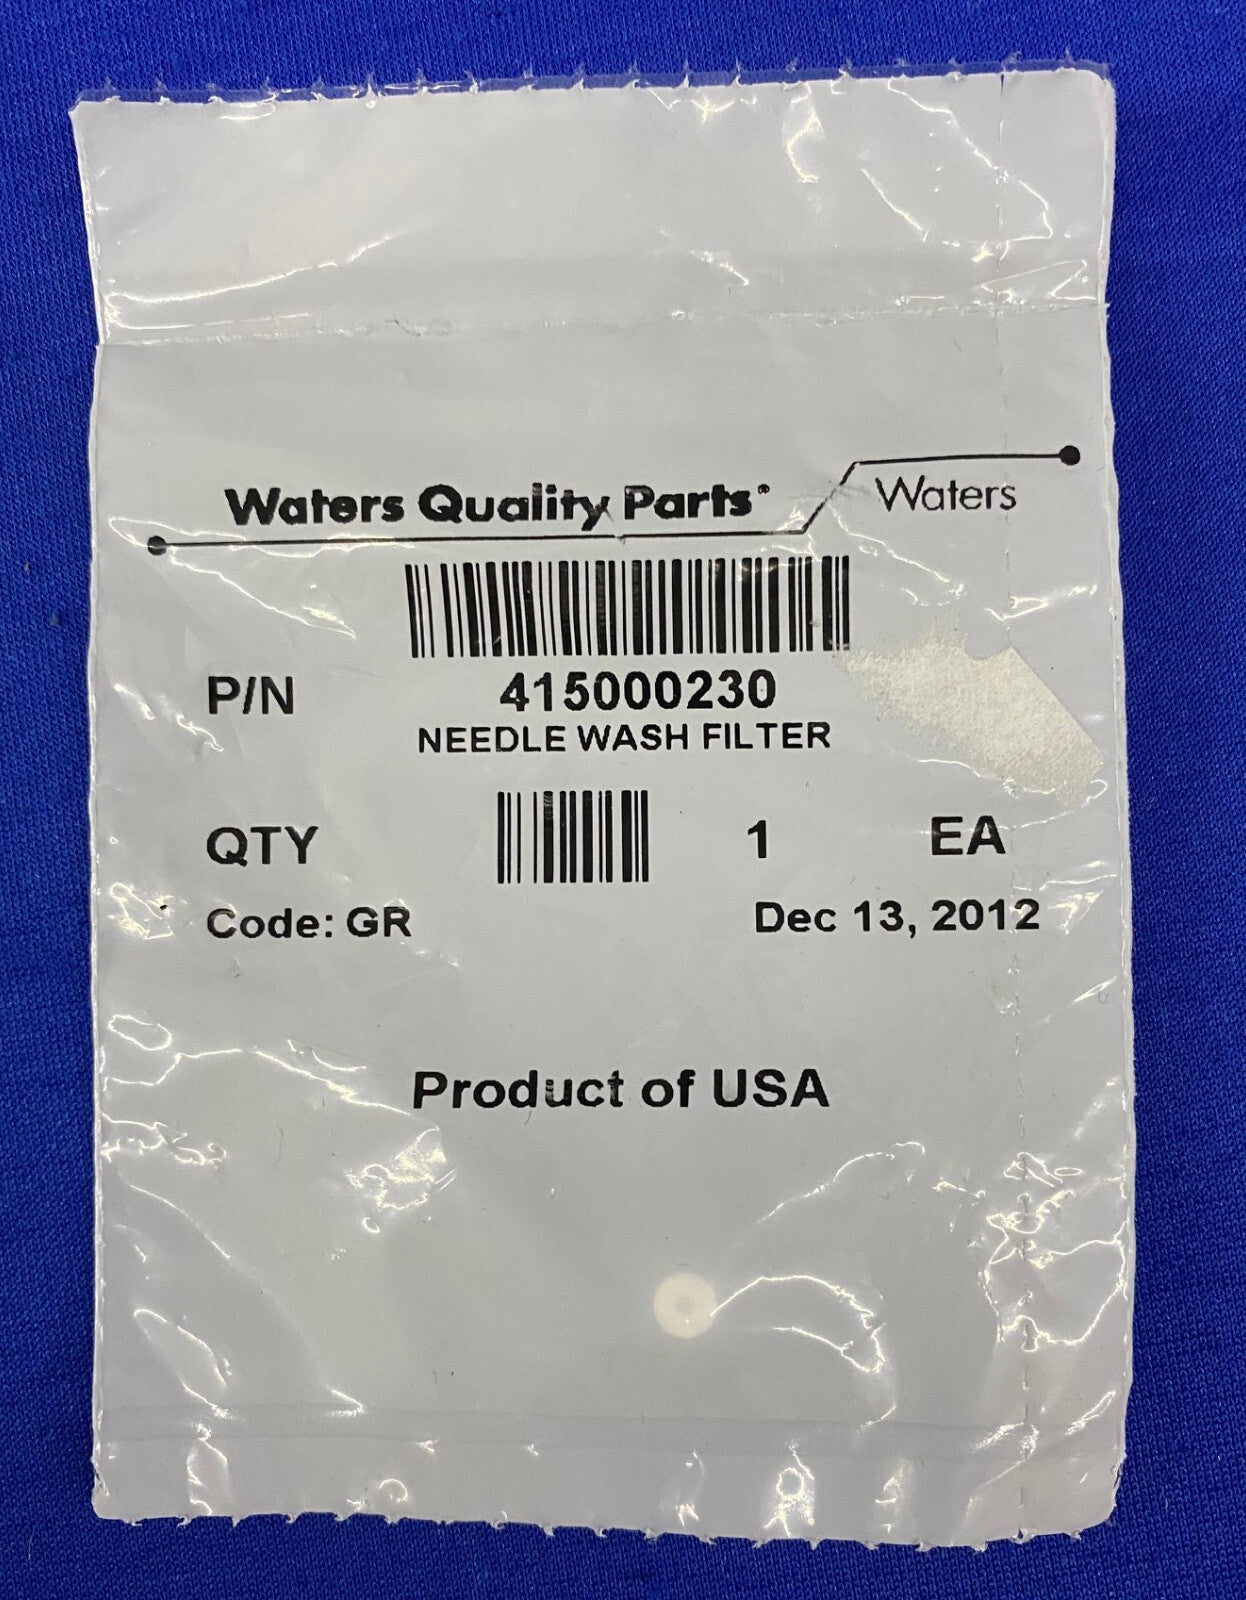 Waters Quality Parts®
Waters
P/N 415000230
NEEDLE WASH FILTER
QTY 1 EA
Code: GR Dec 13, 2012
Product of USA